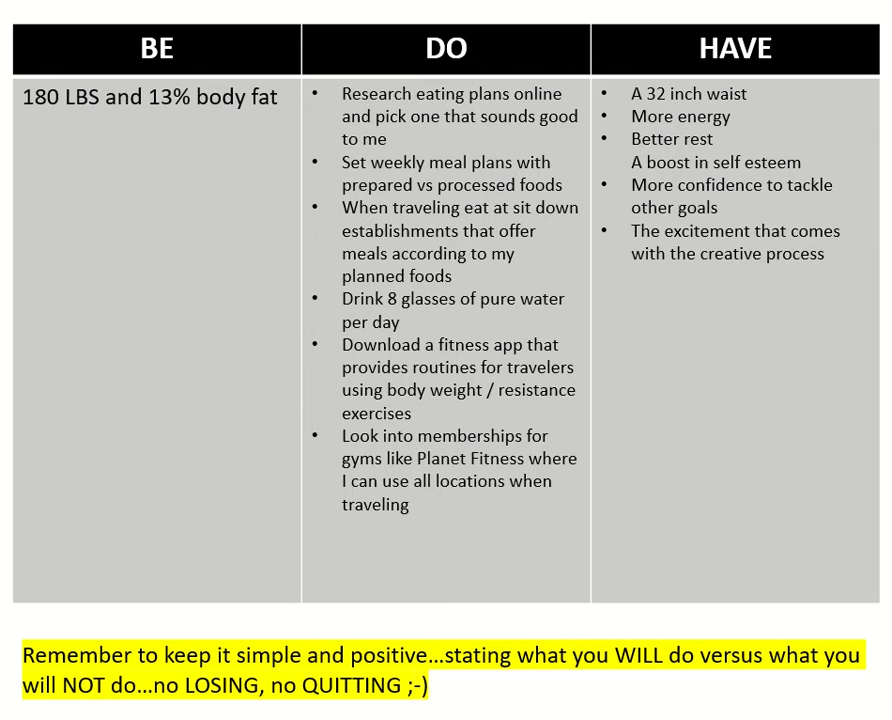 BE
DO
HAVE
180 LBS and 13% body fat
• Research eating plans online
and pick one that sounds good
to me
• Set weekly meal plans with
prepared vs processed foods
• When traveling eat at sit down
establishments that offer
meals according to my
planned foods
• Drink 8 glasses of pure water
per day
• Download a fitness app that
provides routines for travelers
using body weight / resistance
exercises
• Look into memberships for
gyms like Planet Fitness where
I can use all locations when
traveling
• A 32 inch waist
• More energy
• Better rest
A boost in self esteem
• More confidence to tackle
other goals
• The excitement that comes
with the creative process
Remember to keep it simple and positive...stating what you WILL do versus what you
will NOT do...no LOSING, no QUITTING ;-)